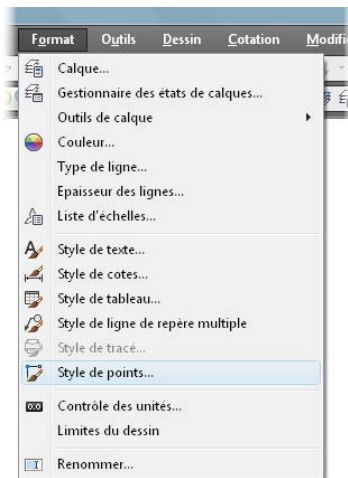 Format Outils Dessin Cotation Modifi
Calque...
Gestionnaire des états de calques...
Outils de calque
Couleur...
Type de ligne...
Epaisseur des lignes...
Liste d'échelles...
Style de texte...
Style de cotes...
Style de tableau...
Style de ligne de repère multiple
Style de tracé...
Style de points...
0.0 Contrôle des unités...
Limites du dessin
Renommer...